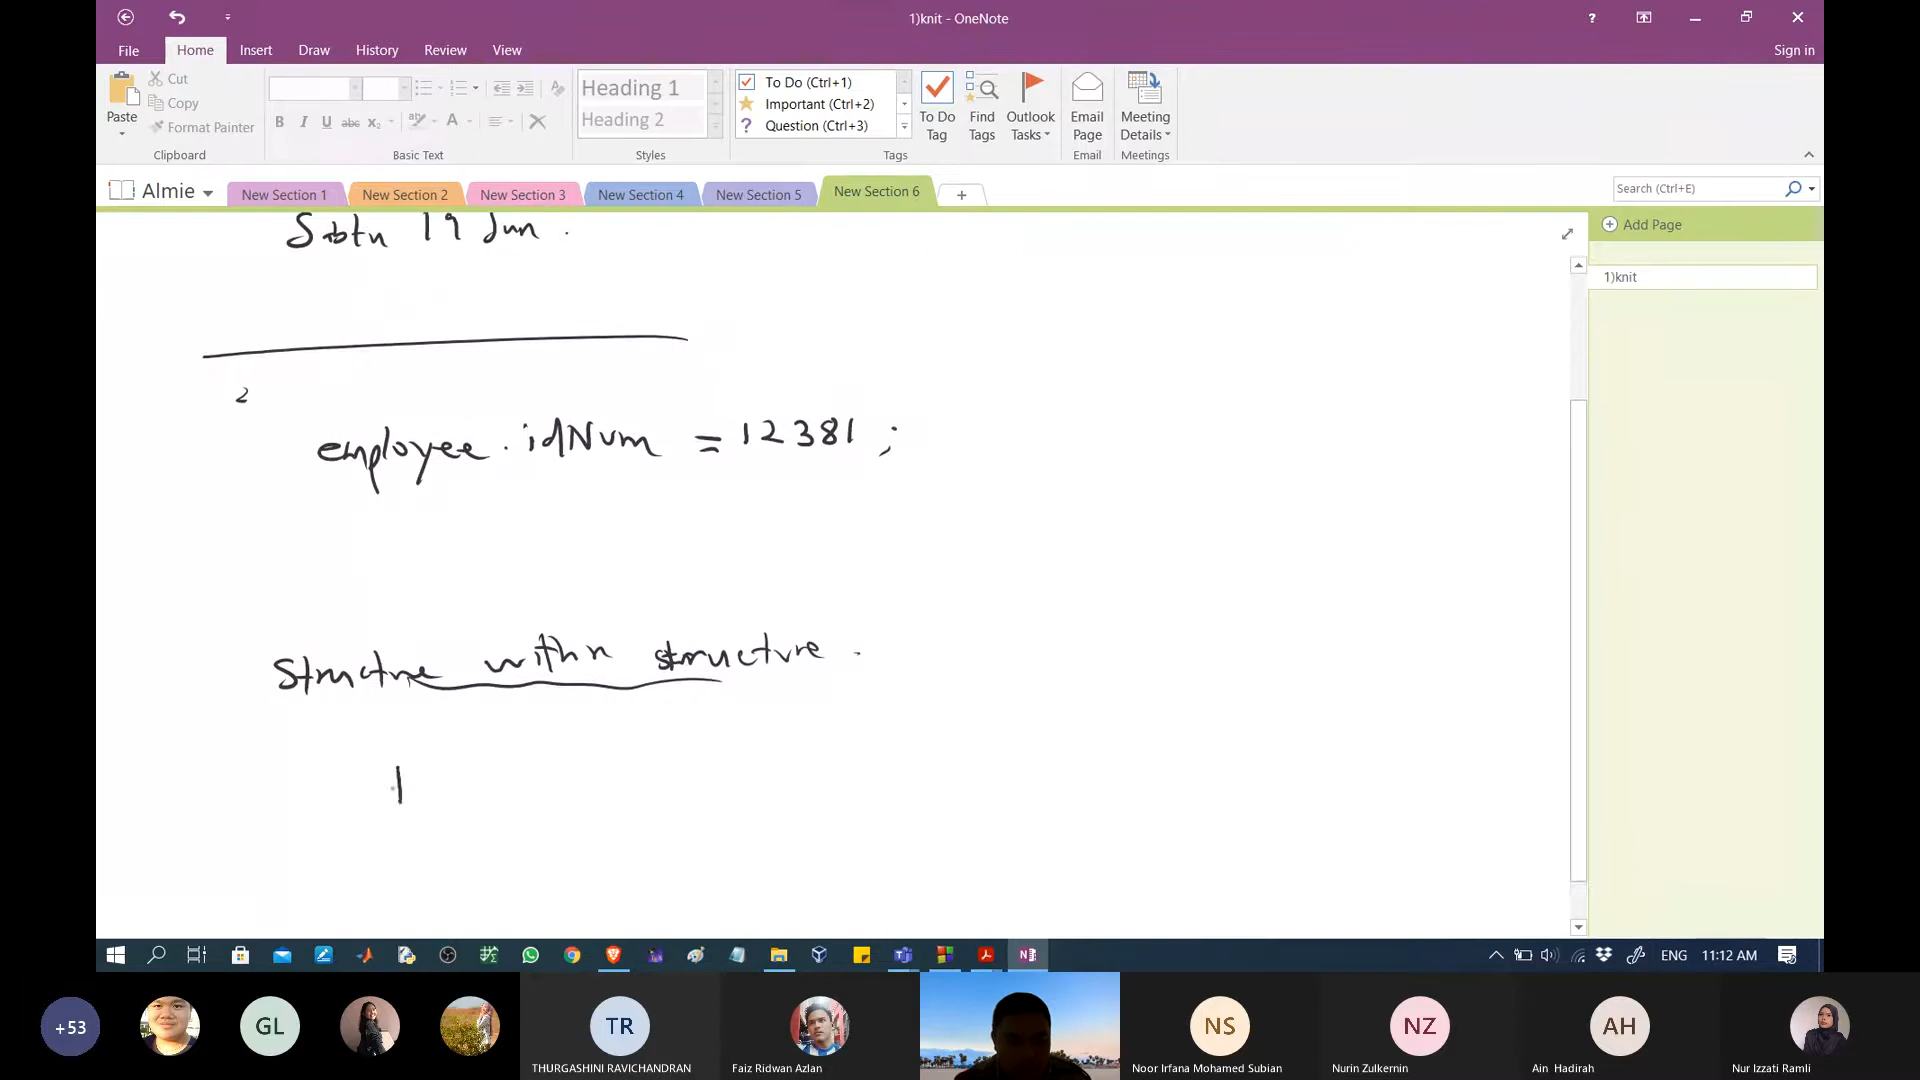 1)knit - OneNote
?
File Home Insert Draw History Review View
Sign in
Paste
Cut
Copy
Format Painter
Clipboard
B I U abc x₂ A
Basic Text
Heading 1
Heading 2
Styles
To Do (Ctrl+1)
Important (Ctrl+2)
? Question (Ctrl+3)
To Do Tag
Find Tags
Outlook Tasks
Tags
Email Page
Email
Meeting Details
Meetings
Almie
New Section 1 New Section 2 New Section 3 New Section 4 New Section 5 New Section 6 +
Search (Ctrl+E)
Add Page
1)knit
19 Jun .
2
employee . idNum = 12381 ;
structure .
ENG 11:12 AM
+53 GL TR NS NZ AH
THURGASHINI RAVICHANDRAN
Faiz Ridwan Azlan
Noor Irfana Mohamed Subian
Nurin Zulkernin
Ain Hadirah
Nur Izzati Ramli